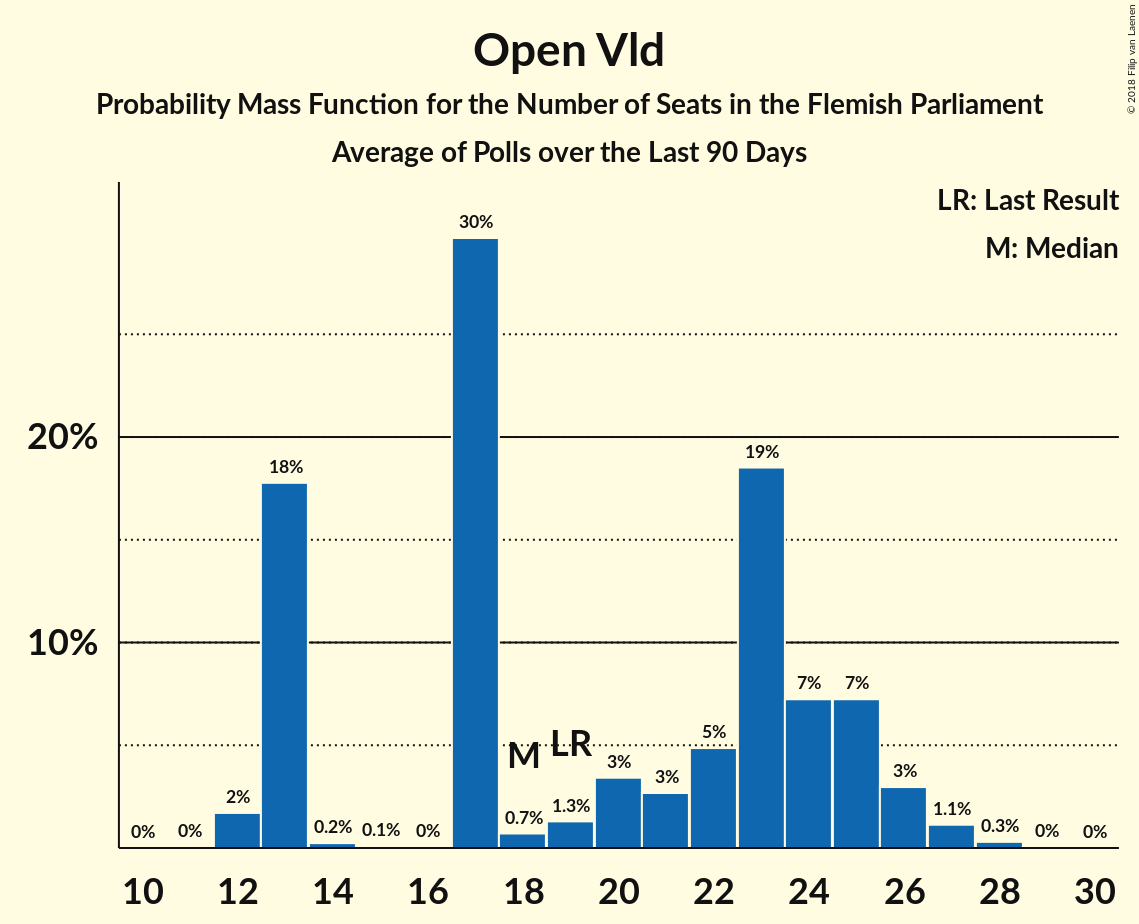 Open Vld
Probability Mass Function for the Number of Seats in the Flemish Parliament
Average of Polls over the Last 90 Days
© 2018 Filip van Laenen
LR: Last Result
M: Median
30%
20%
18%
19%
10%
7%
7%
5%
M
LR
3%
3%
3%
2%
0%
0%
0.2%
0.1%
0%
0.7%
1.3%
1.1%
0.3%
0%
0%
10 12 14 16 18 20 22 24 26 28 30